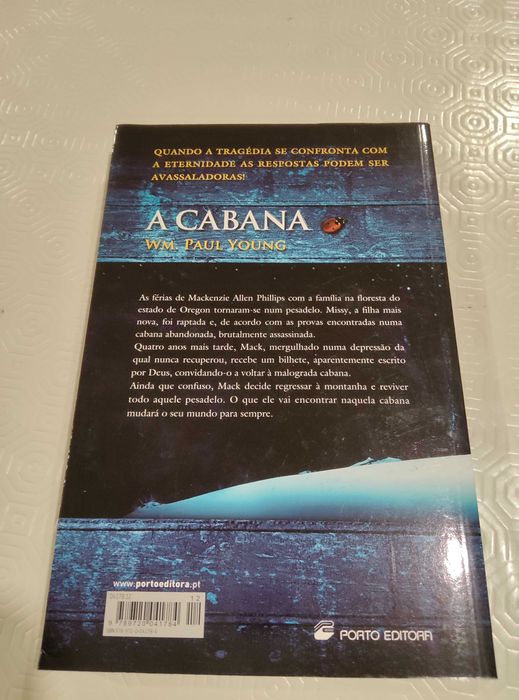 QUANDO A TRAGÉDIA SE CONFRONTA COM
A ETERNIDADE AS RESPOSTAS PODEM SER
AVASSALADORAS!
A CABANA
WM. PAUL YOUNG
As férias de Mackenzie Allen Phillips com a família na floresta do
estado de Oregon tornaram-se num pesadelo. Missy, a filha mais
nova, foi raptada e, de acordo com as provas encontradas numa
cabana abandonada, brutalmente assassinada.
Quatro anos mais tarde, Mack, mergulhado numa depressão da
qual nunca recuperou, recebe um bilhete, aparentemente escrito
por Deus, convidando-o a voltar à malograda cabana.
Ainda que confuso, Mack decide regressar à montanha e reviver
todo aquele pesadelo. O que ele vai encontrar naquela cabana
mudará o seu mundo para sempre.
www.portoeditora.pt
12
9 789720 041784
PORTO EDITORA